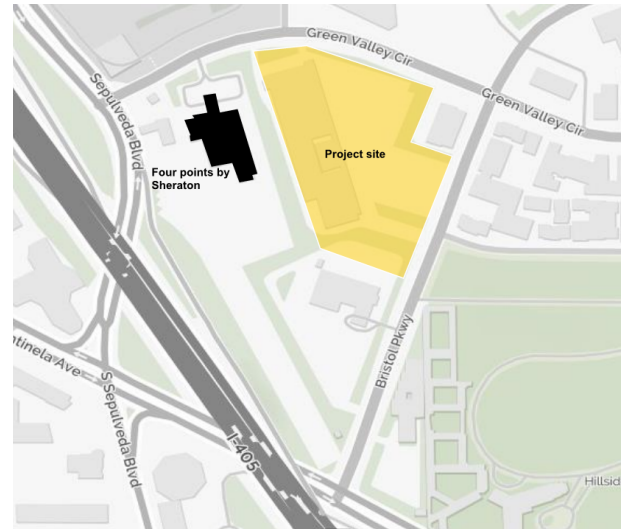 Green Valley Cir
Green Valley Cir
Sepulveda Blvd
Project site
Four points by
Sheraton
Bristol Pkwy
ntinela Ave
S Sepulveda Blvd
I-405
Hillsid